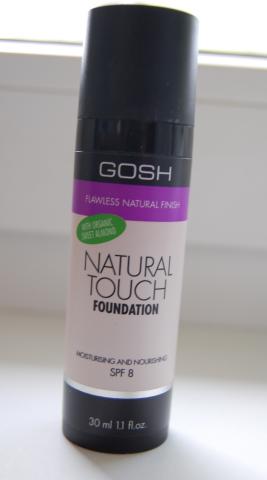 GOSH
FLAWLESS NATURAL FINISH
WITH ORGANIC
SWEET ALMOND
NATURAL
TOUCH
FOUNDATION
MOISTURISING AND NOURISHING
SPF 8
30 ml 1.1 fl.oz.